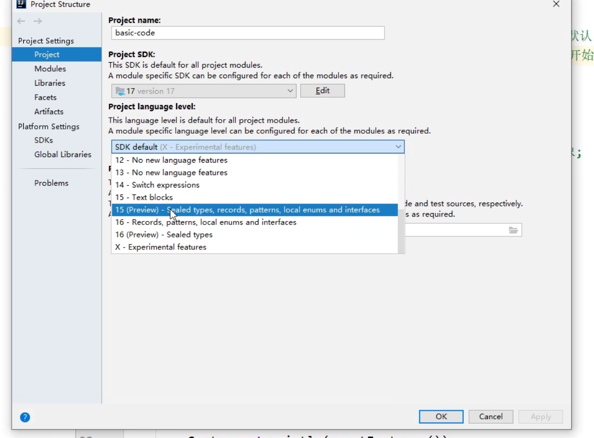 Project Structure
Project name:
basic-code
Project Settings
Project
Modules
Libraries
Facets
Artifacts
Platform Settings
SDKs
Global Libraries
Problems
Project SDK:
This SDK is default for all project modules.
A module specific SDK can be configured for each of the modules as required.
17 version 17
Edit
Project language level:
This language level is default for all project modules.
A module specific language level can be configured for each of the modules as required.
SDK default (X - Experimental features)
12 - No new language features
13 - No new language features
14 - Switch expressions
15 - Text blocks
15 (Preview) - Sealed types, records, patterns, local enums and interfaces
16 - Records, patterns, local enums and interfaces
16 (Preview) - Sealed types
X - Experimental features
de and test sources, respectively.
s as required.
OK
Cancel
Apply
默认
开始